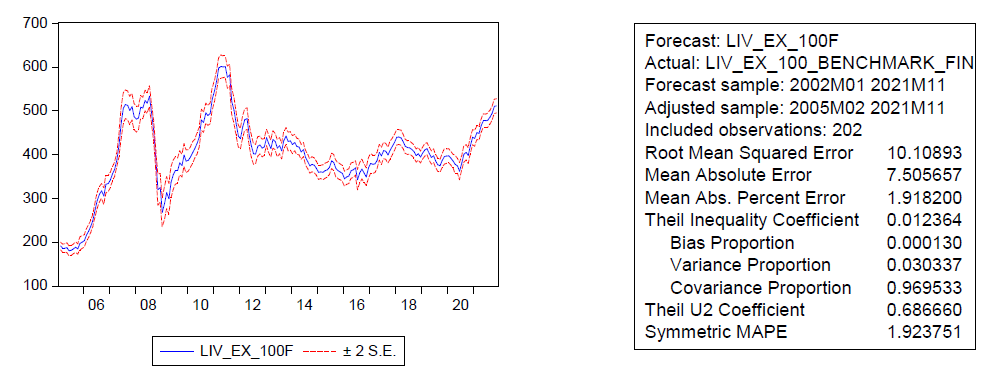 700
600
500
400
300
200
100
06 08 10 12 14 16 18 20
LIV_EX_100F ± 2 S.E.
Forecast: LIV_EX_100F
Actual: LIV_EX_100_BENCHMARK_FIN
Forecast sample: 2002M01 2021M11
Adjusted sample: 2005M02 2021M11
Included observations: 202
Root Mean Squared Error 10.10893
Mean Absolute Error 7.505657
Mean Abs. Percent Error 1.918200
Theil Inequality Coefficient 0.012364
Bias Proportion 0.000130
Variance Proportion 0.030337
Covariance Proportion 0.969533
Theil U2 Coefficient 0.686660
Symmetric MAPE 1.923751